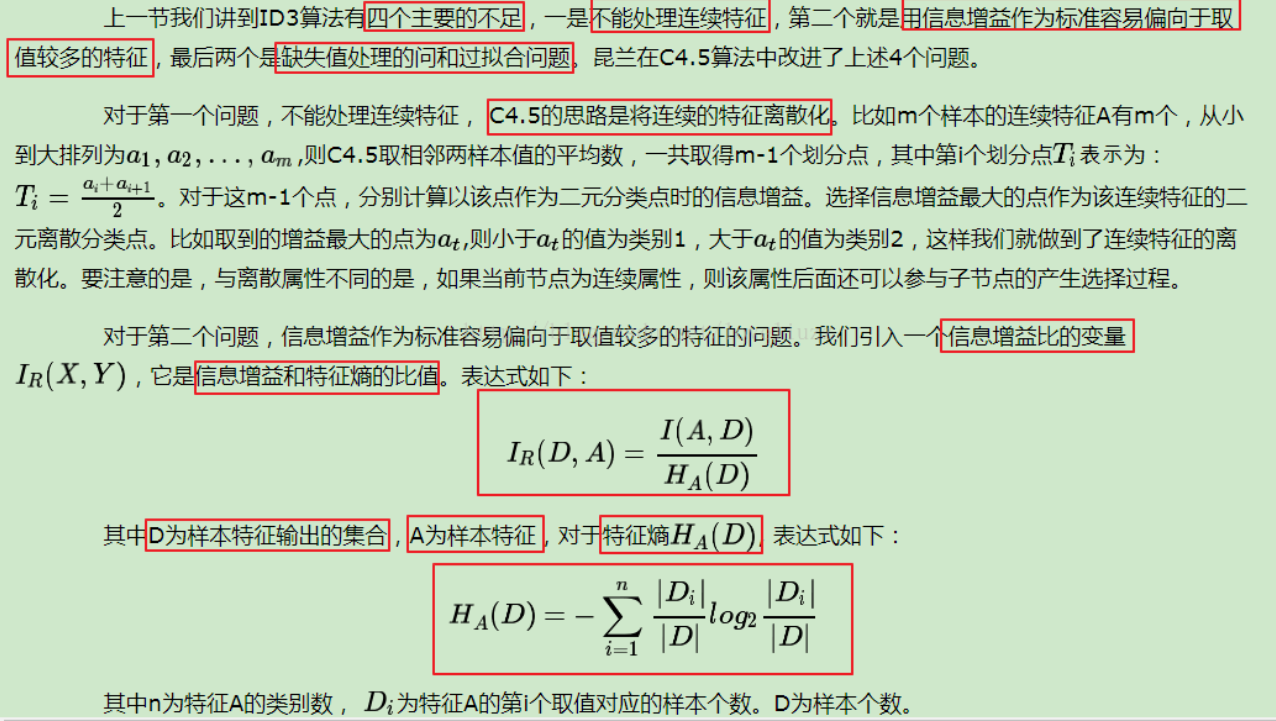 上一节我们讲到ID3算法有四个主要的不足，一是不能处理连续特征，第二个就是用信息增益作为标准容易偏向于取
值较多的特征，最后两个是缺失值处理的问和过拟合问题。昆兰在C4.5算法中改进了上述4个问题。
对于第一个问题，不能处理连续特征， C4.5的思路是将连续的特征离散化。比如m个样本的连续特征A有m个，从小
到大排列为a₁, a₂, ..., aₘ,则C4.5取相邻两样本值的平均数，一共取得m-1个划分点，其中第i个划分点Tᵢ表示为：
Tᵢ = (aᵢ+aᵢ₊₁)/2。对于这m-1个点，分别计算以该点作为二元分类点时的信息增益。选择信息增益最大的点作为该连续特征的二
元离散分类点。比如取到的增益最大的点为aₜ,则小于aₜ的值为类别1，大于aₜ的值为类别2，这样我们就做到了连续特征的离
散化。要注意的是，与离散属性不同的是，如果当前节点为连续属性，则该属性后面还可以参与子节点的产生选择过程。
对于第二个问题，信息增益作为标准容易偏向于取值较多的特征的问题。我们引入一个信息增益比的变量
I_R(X, Y)，它是信息增益和特征熵的比值。表达式如下：
I_R(D, A) = I(A, D) / H_A(D)
其中D为样本特征输出的集合，A为样本特征，对于特征熵H_A(D), 表达式如下：
H_A(D) = −∑_{i=1}^{n} |Dᵢ|/|D| log₂ |Dᵢ|/|D|
其中n为特征A的类别数， Dᵢ为特征A的第i个取值对应的样本个数。D为样本个数。